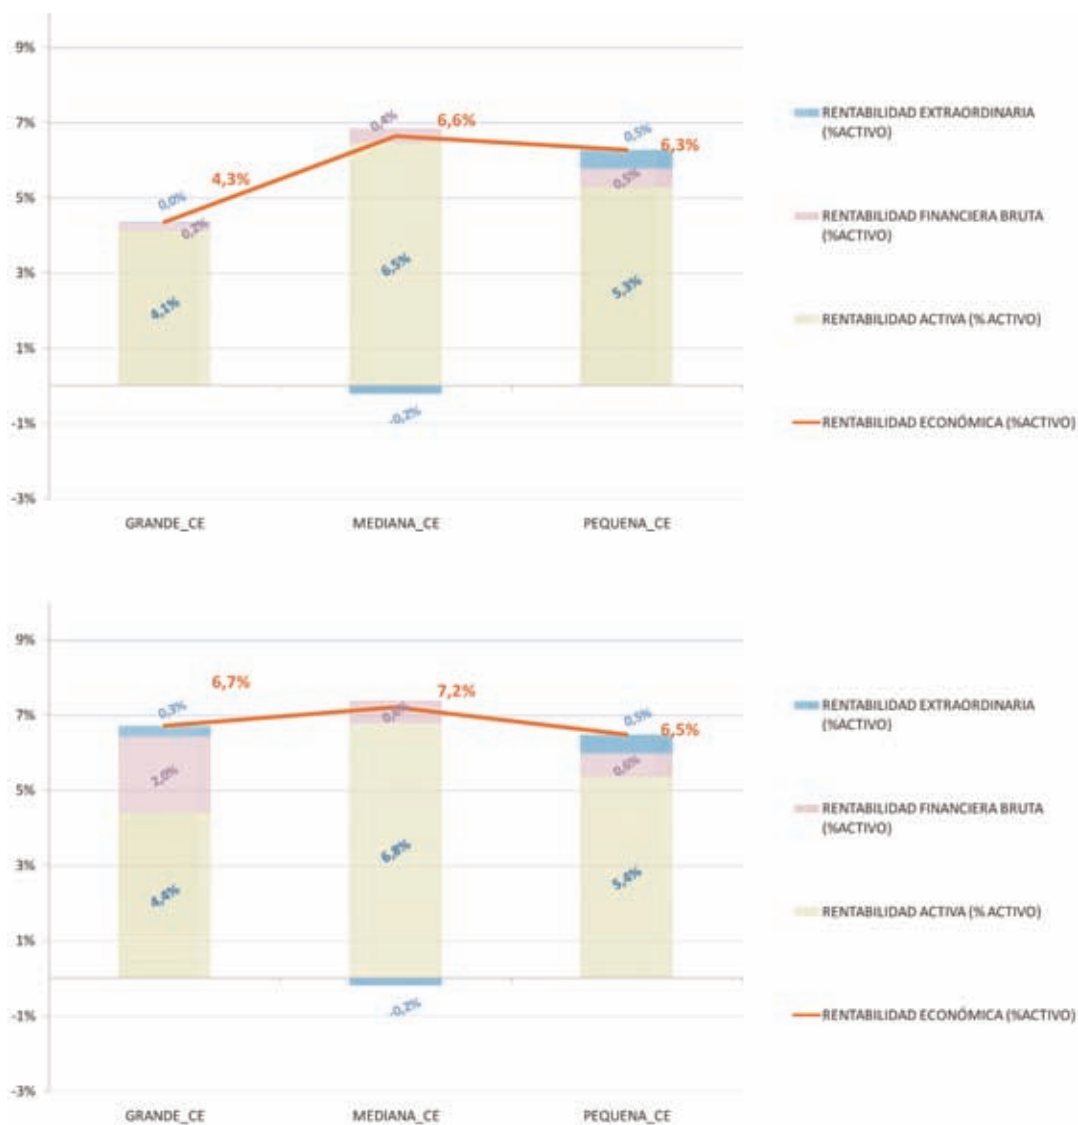 9%
7%
5%
3%
1%
-1%
-3%
0,0%
4,3%
0,2%
4,1%
0,4%
6,6%
6,5%
-0,2%
0,5%
6,3%
0,5%
5,3%
GRANDE_CE
MEDIANA_CE
PEQUENA_CE
RENTABILIDAD EXTRAORDINARIA
(%ACTIVO)
RENTABILIDAD FINANCIERA BRUTA
(%ACTIVO)
RENTABILIDAD ACTIVA (% ACTIVO)
RENTABILIDAD ECONÓMICA (%ACTIVO)
9%
7%
5%
3%
1%
-1%
-3%
0,3%
6,7%
2,0%
4,4%
7,2%
0,6%
6,8%
-0,2%
0,5%
6,5%
0,6%
5,4%
GRANDE_CE
MEDIANA_CE
PEQUENA_CE
RENTABILIDAD EXTRAORDINARIA
(%ACTIVO)
RENTABILIDAD FINANCIERA BRUTA
(%ACTIVO)
RENTABILIDAD ACTIVA (% ACTIVO)
RENTABILIDAD ECONÓMICA (%ACTIVO)